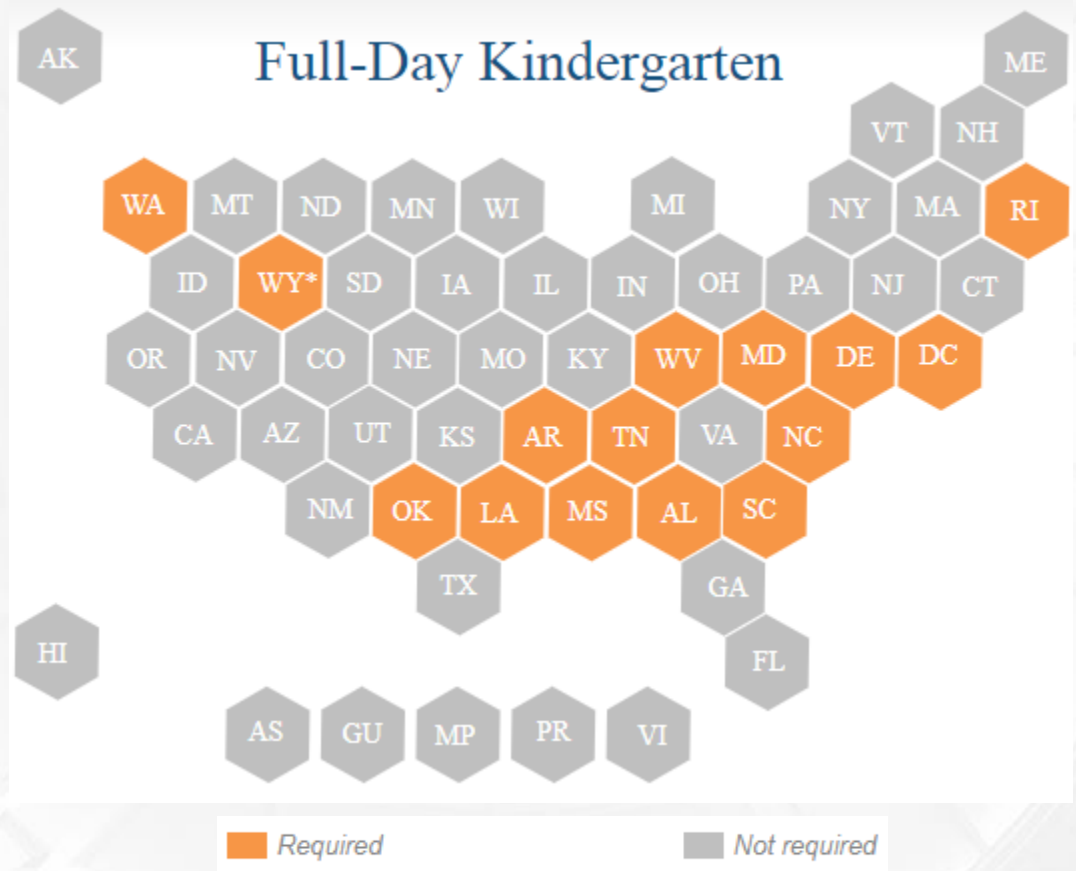 AK
Full-Day Kindergarten
ME
VT NH
WA MT ND MN WI MI NY MA RI
ID WY* SD IA IL IN OH PA NJ CT
OR NV CO NE MO KY WV MD DE DC
CA AZ UT KS AR TN VA NC
NM OK LA MS AL SC
TX GA
HI
FL
AS GU MP PR VI
Required Not required